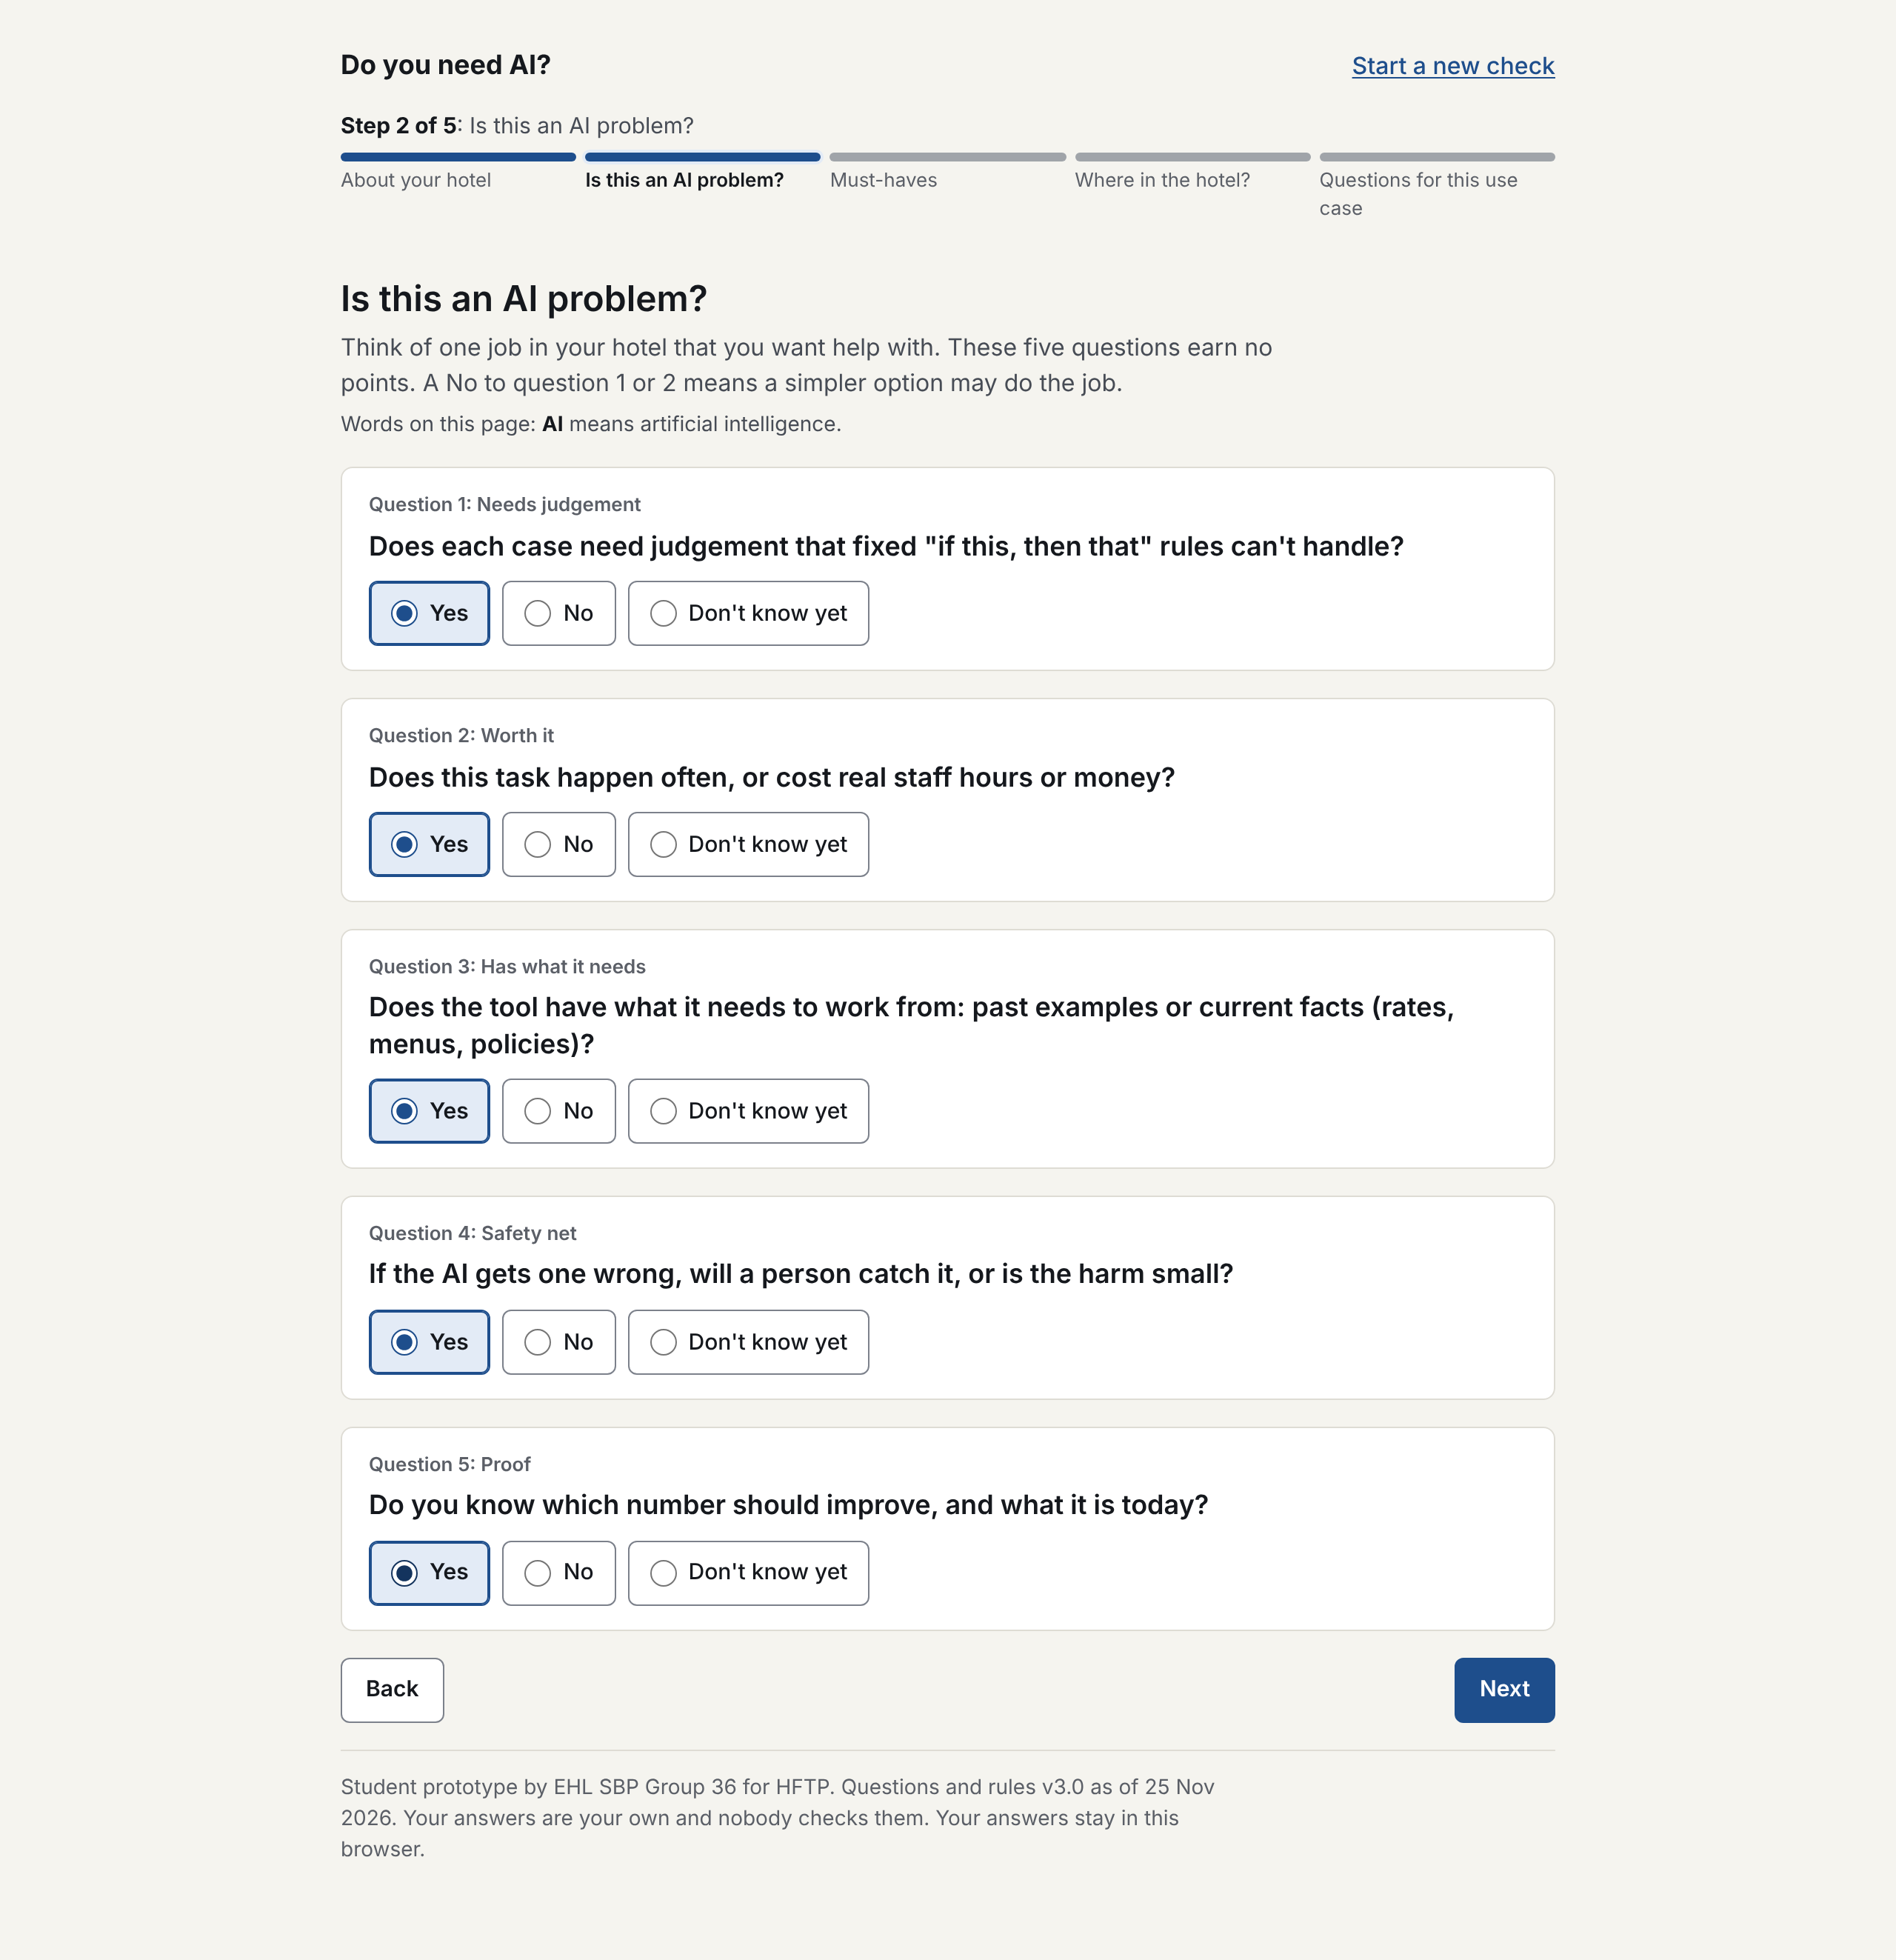 Do you need AI?
Start a new check
Step 2 of 5: Is this an AI problem?
About your hotel
Is this an AI problem?
Must-haves
Where in the hotel?
Questions for this use
case
Is this an AI problem?
Think of one job in your hotel that you want help with. These five questions earn no
points. A No to question 1 or 2 means a simpler option may do the job.
Words on this page: AI means artificial intelligence.
Question 1: Needs judgement
Does each case need judgement that fixed "if this, then that" rules can't handle?
Yes No Don't know yet
Question 2: Worth it
Does this task happen often, or cost real staff hours or money?
Yes No Don't know yet
Question 3: Has what it needs
Does the tool have what it needs to work from: past examples or current facts (rates,
menus, policies)?
Yes No Don't know yet
Question 4: Safety net
If the AI gets one wrong, will a person catch it, or is the harm small?
Yes No Don't know yet
Question 5: Proof
Do you know which number should improve, and what it is today?
Yes No Don't know yet
Back
Next
Student prototype by EHL SBP Group 36 for HFTP. Questions and rules v3.0 as of 25 Nov
2026. Your answers are your own and nobody checks them. Your answers stay in this
browser.